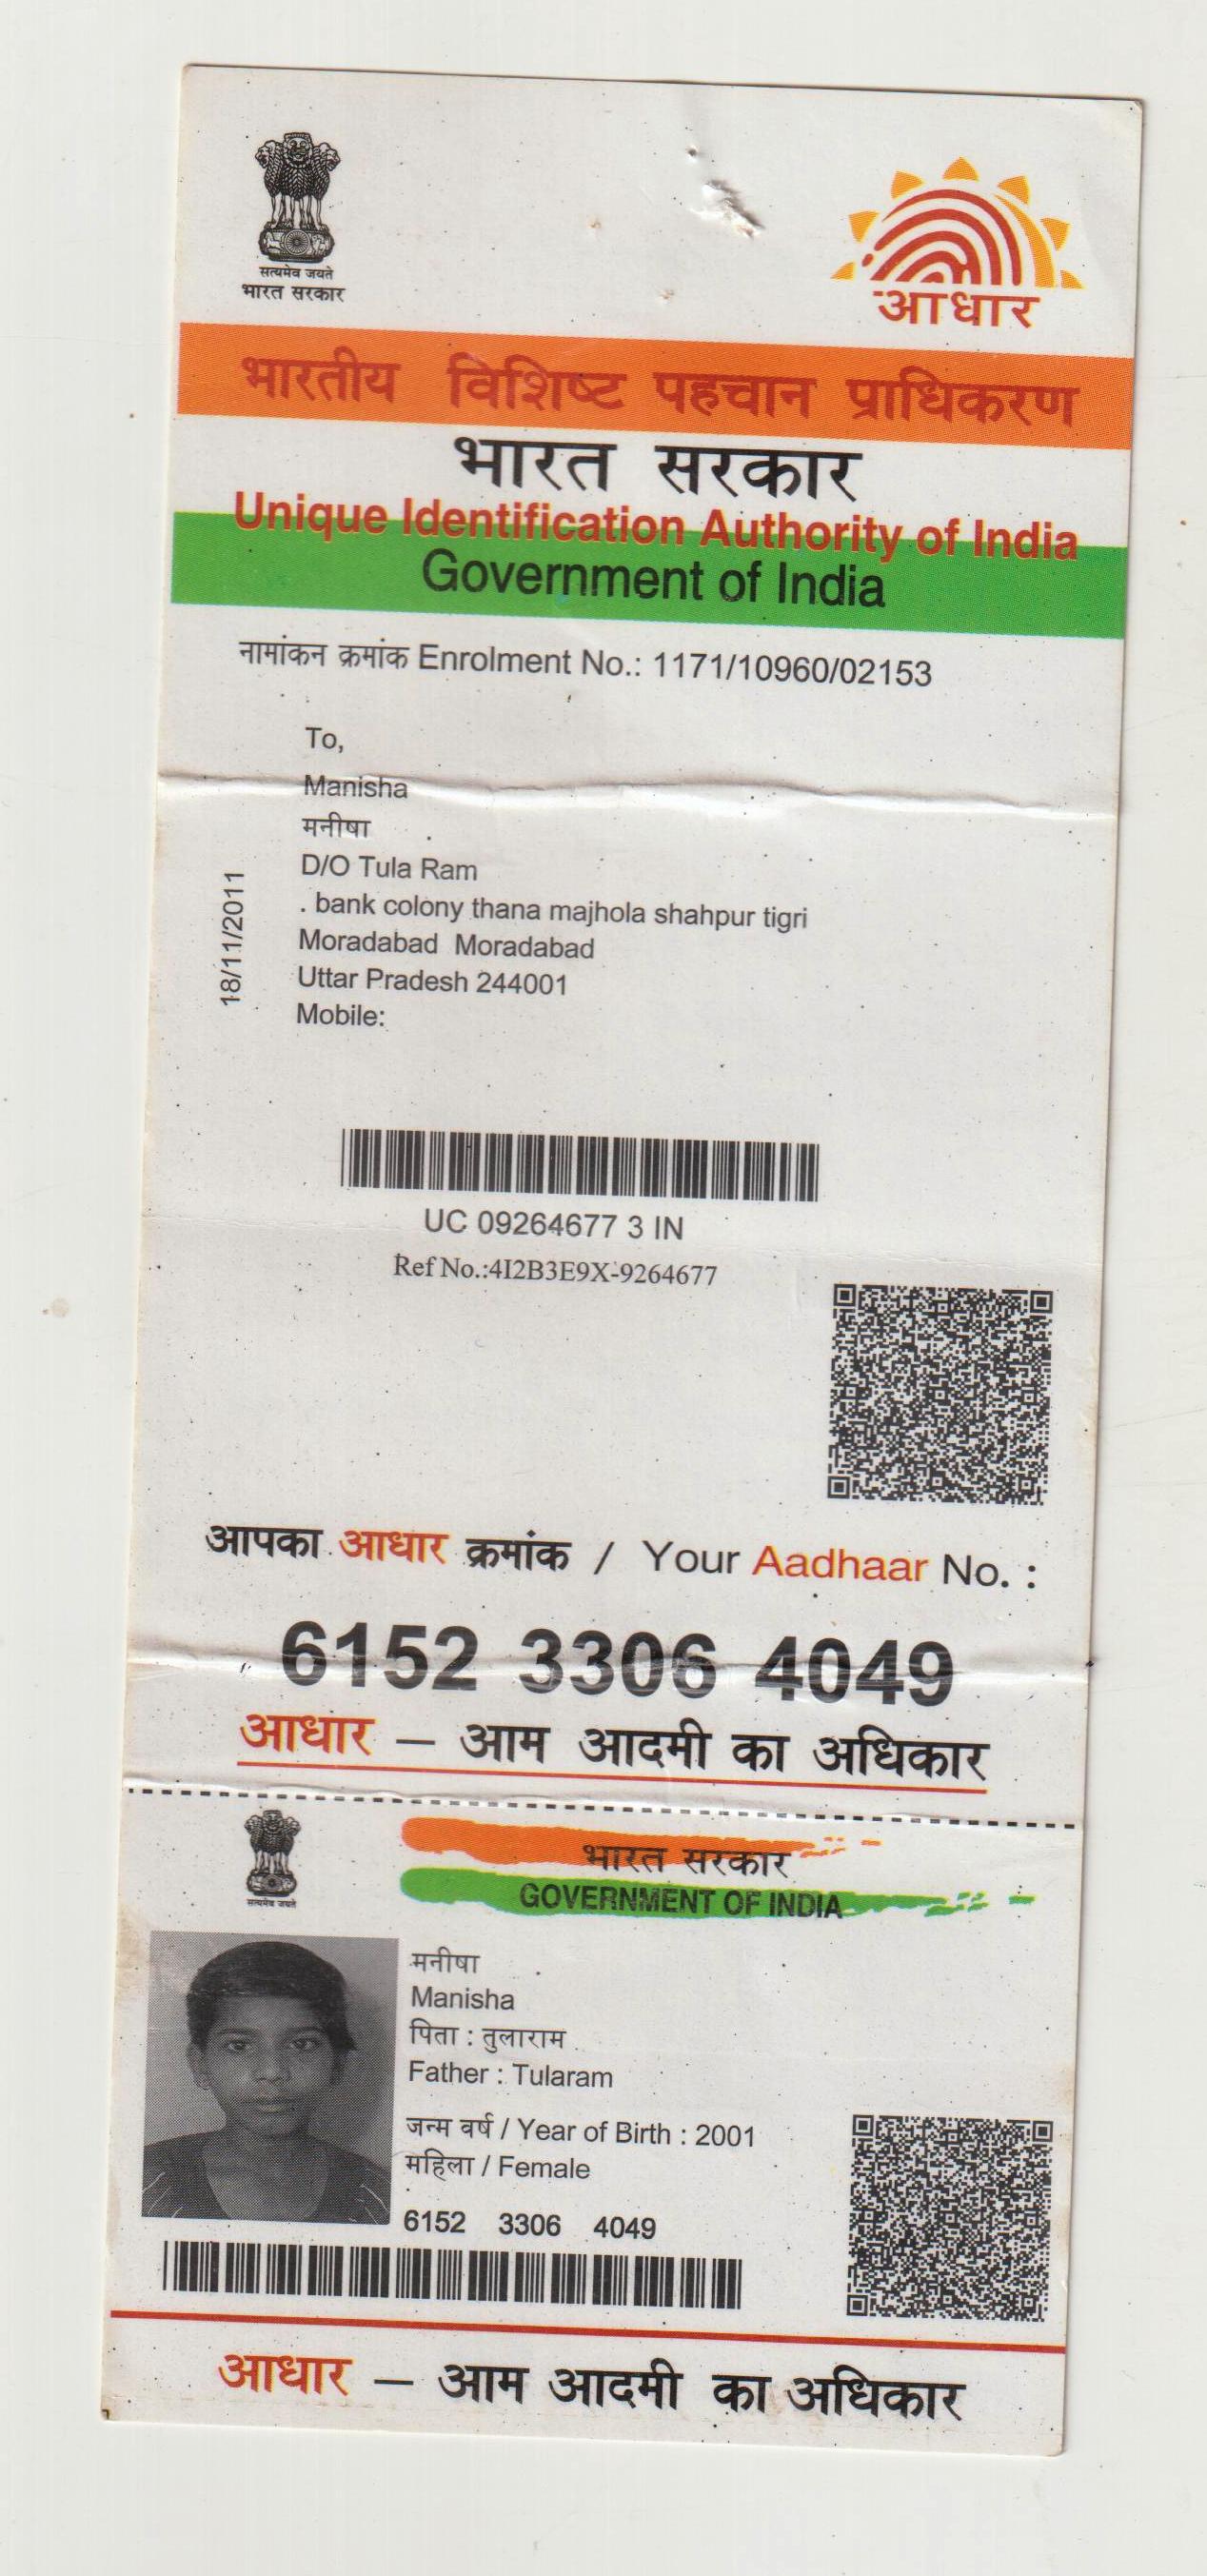 सत्यमेव जयते
भारत सरकार
आधार
भारतीय विशिष्ट पहचान प्राधिकरण
भारत सरकार
Unique Identification Authority of India
Government of India
नामांकन क्रमांक Enrolment No.: 1171/10960/02153
To,
Manisha
मनीषा
D/O Tula Ram
. bank colony thana majhola shahpur tigri
Moradabad Moradabad
Uttar Pradesh 244001
Mobile:
18/11/2011
UC 09264677 3 IN
Ref No.:4I2B3E9X-9264677
आपका आधार क्रमांक / Your Aadhaar No. :
6152 3306 4049
आधार – आम आदमी का अधिकार
सत्यमेव जयते
भारत सरकार
GOVERNMENT OF INDIA
मनीषा
Manisha
पिता : तुलाराम
Father : Tularam
जन्म वर्ष / Year of Birth : 2001
महिला / Female
6152 3306 4049
आधार – आम आदमी का अधिकार